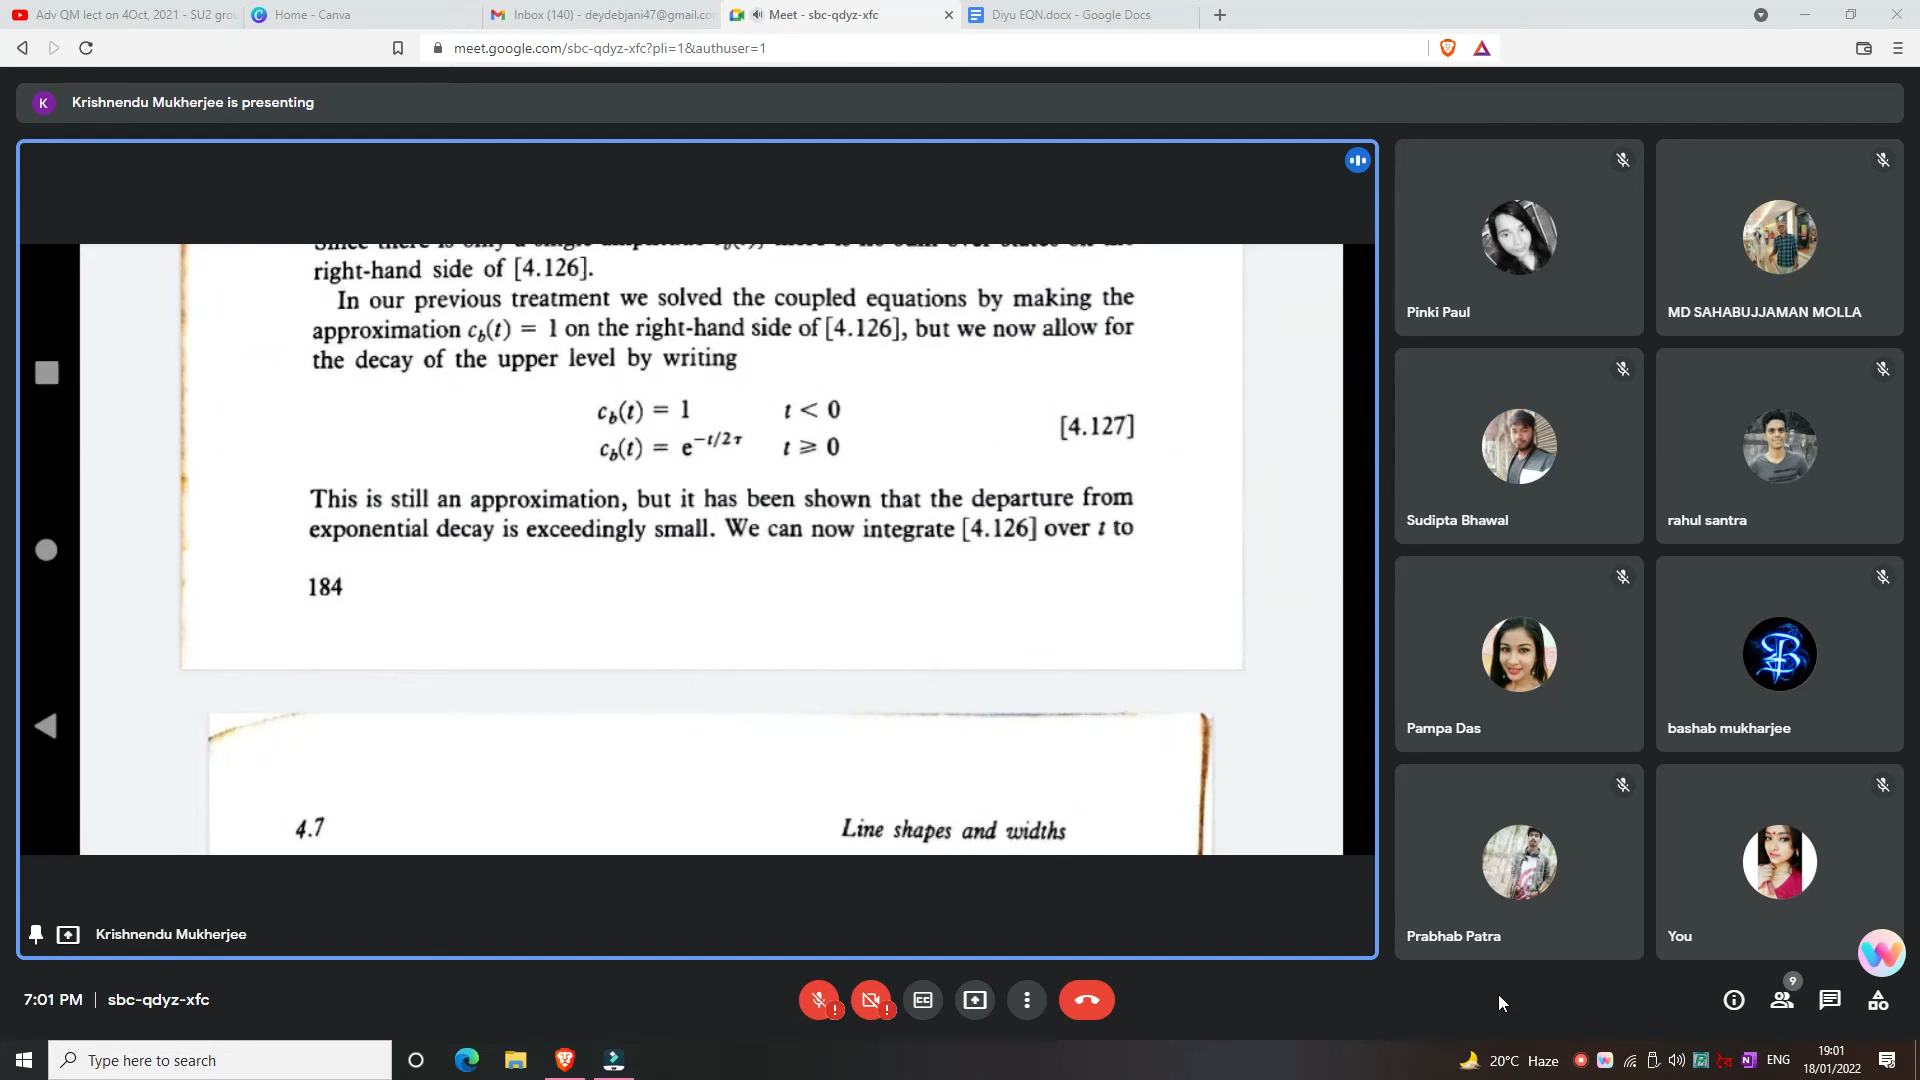 Adv QM lect on 4Oct, 2021 - SU2 grou
Home - Canva
Inbox (140) - deydebjani47@gmail.co
Meet - sbc-qdyz-xfc
Diyu EQN.docx - Google Docs
meet.google.com/sbc-qdyz-xfc?pli=1&authuser=1
K
Krishnendu Mukherjee is presenting
Since there is only a single amplitude
right-hand side of [4.126].
In our previous treatment we solved the coupled equations by making the
approximation c_b(t) = 1 on the right-hand side of [4.126], but we now allow for
the decay of the upper level by writing
c_b(t) = 1 t < 0
[4.127]
c_b(t) = e^{−t/2τ} t ⩾ 0
This is still an approximation, but it has been shown that the departure from
exponential decay is exceedingly small. We can now integrate [4.126] over t to
184
4.7 Line shapes and widths
Krishnendu Mukherjee
Pinki Paul
MD SAHABUJJAMAN MOLLA
Sudipta Bhawal
rahul santra
Pampa Das
bashab mukharjee
Prabhab Patra
You
7:01 PM | sbc-qdyz-xfc
9
Type here to search
20°C Haze
ENG
19:01
18/01/2022